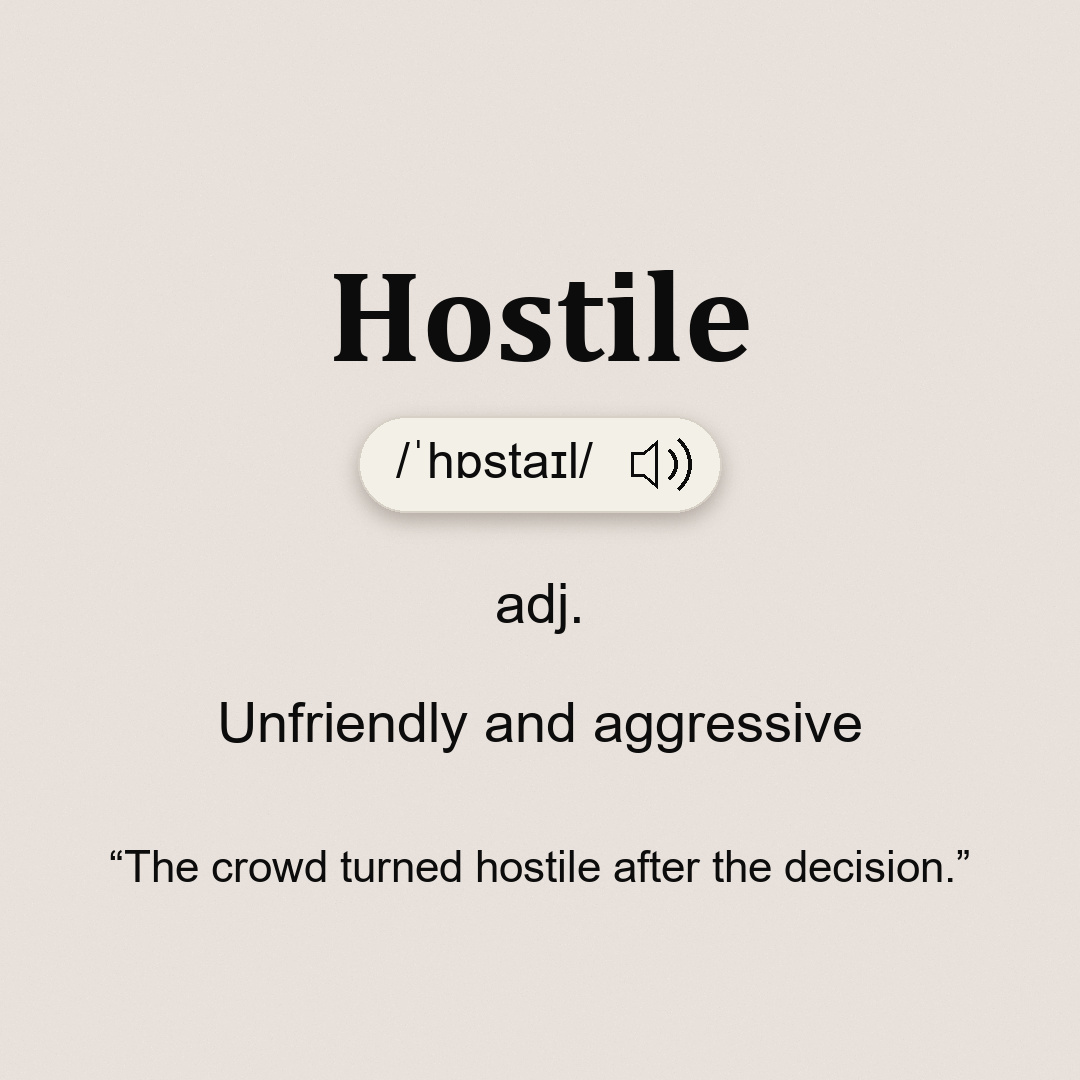 Hostile
/ˈhɒstaɪl/
adj.
Unfriendly and aggressive
“The crowd turned hostile after the decision.”